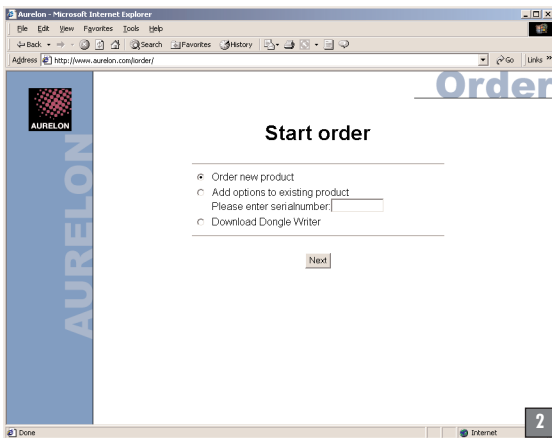 Aurelon - Microsoft Internet Explorer
File Edit View Favorites Tools Help
Back Search Favorites History
Address http://www.aurelon.com/iorder/ Go Links »
Order
AURELON
AURELON
Start order
Order new product
Add options to existing product
Please enter serialnumber:
Download Dongle Writer
Next
Done Internet
2